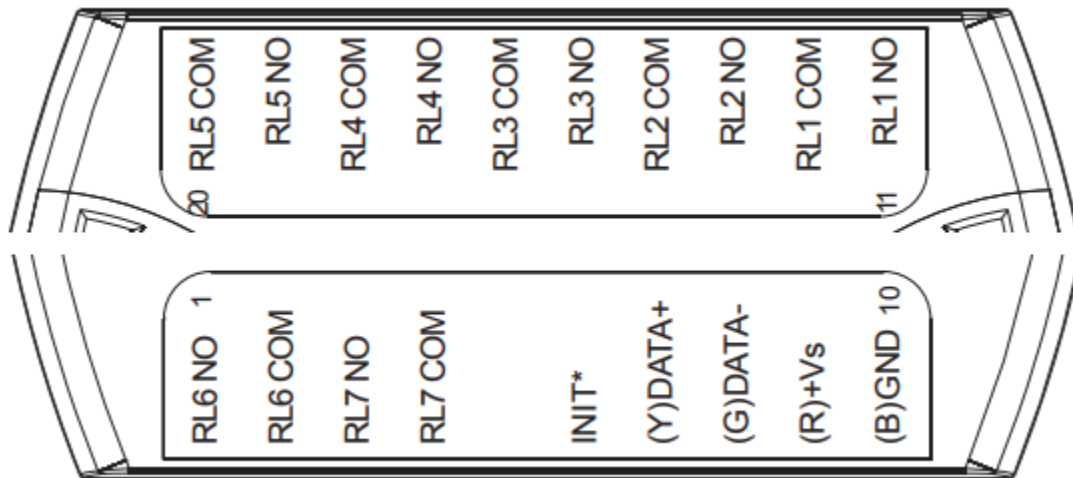 RL5 COM
RL5 NO
RL4 COM
RL4 NO
RL3 COM
RL3 NO
RL2 COM
RL2 NO
RL1 COM
RL1 NO
20
11
1
10
RL6 NO
RL6 COM
RL7 NO
RL7 COM
INIT*
(Y)DATA+
(G)DATA-
(R)+Vs
(B)GND